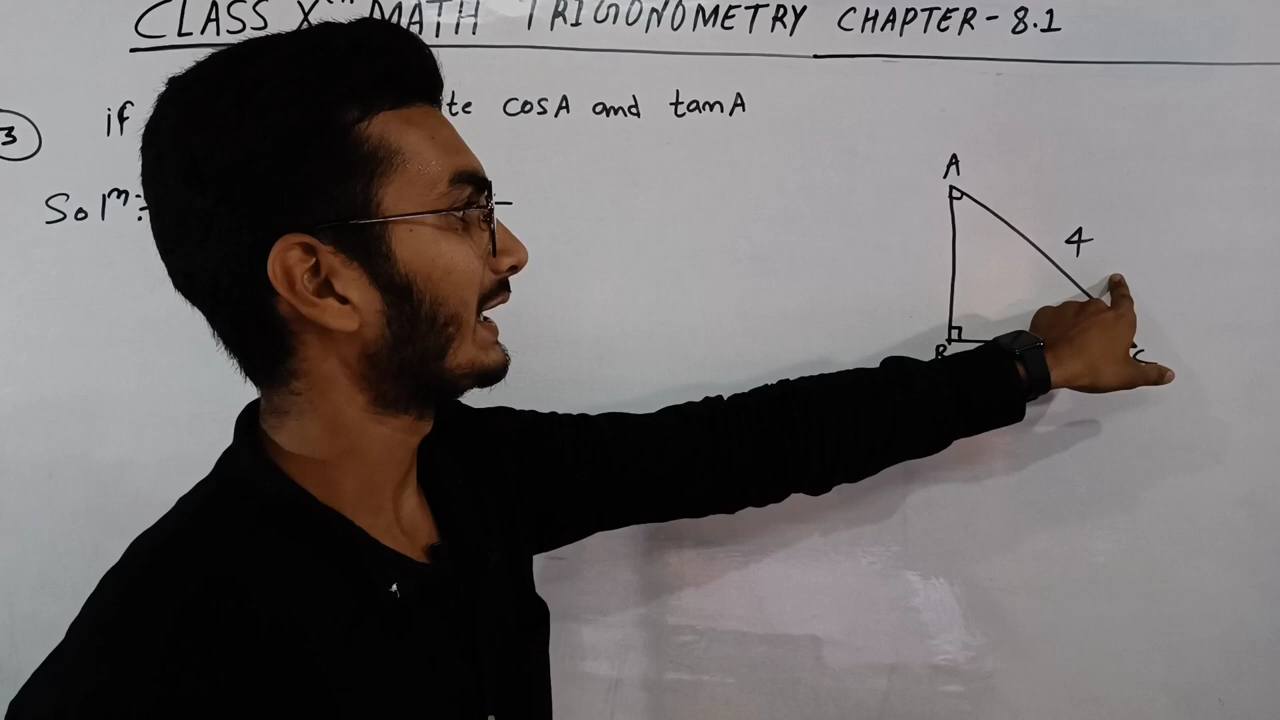 CLASS Xth MATH TRIGONOMETRY CHAPTER-8.1
3 if te cosA and tanA
Solⁿ:-
A
4
B
C